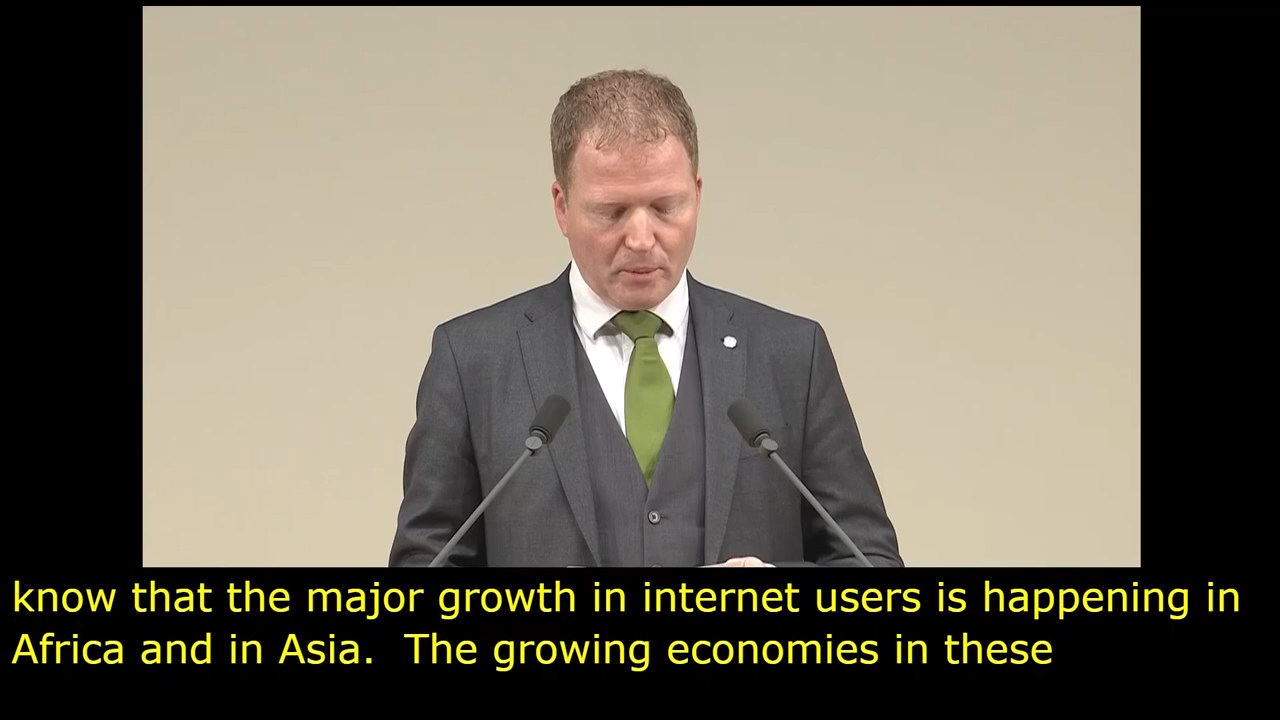 know that the major growth in internet users is happening in
Africa and in Asia.  The growing economies in these